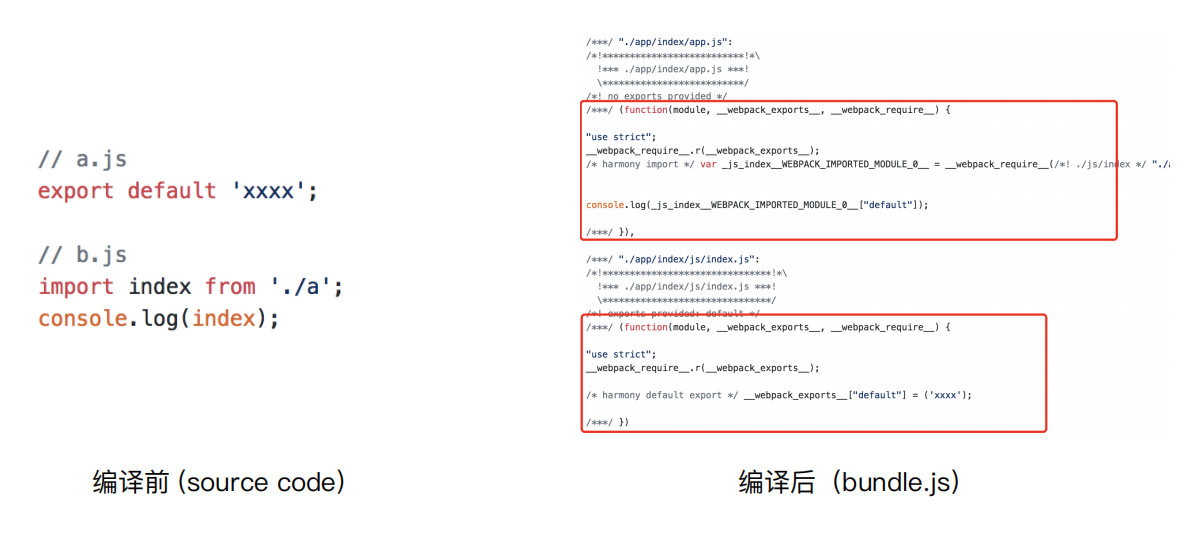 // a.js
export default 'xxxx';
// b.js
import index from './a';
console.log(index);
编译前 (source code)
/***/ "./app/index/app.js":
/*!**************************!*\
!*** ./app/index/app.js ***!
\**************************/
/*! no exports provided */
/***/ (function(module, __webpack_exports__, __webpack_require__) {
"use strict";
__webpack_require__.r(__webpack_exports__);
/* harmony import */ var _js_index__WEBPACK_IMPORTED_MODULE_0__ = __webpack_require__(/*! ./js/index */ "./a
console.log(_js_index__WEBPACK_IMPORTED_MODULE_0__["default"]);
/***/ }),
/***/ "./app/index/js/index.js":
/*!*******************************!*\
!*** ./app/index/js/index.js ***!
\*******************************/
/*! exports provided: default */
/***/ (function(module, __webpack_exports__, __webpack_require__) {
"use strict";
__webpack_require__.r(__webpack_exports__);
/* harmony default export */ __webpack_exports__["default"] = ('xxxx');
/***/ })
编译后（bundle.js）